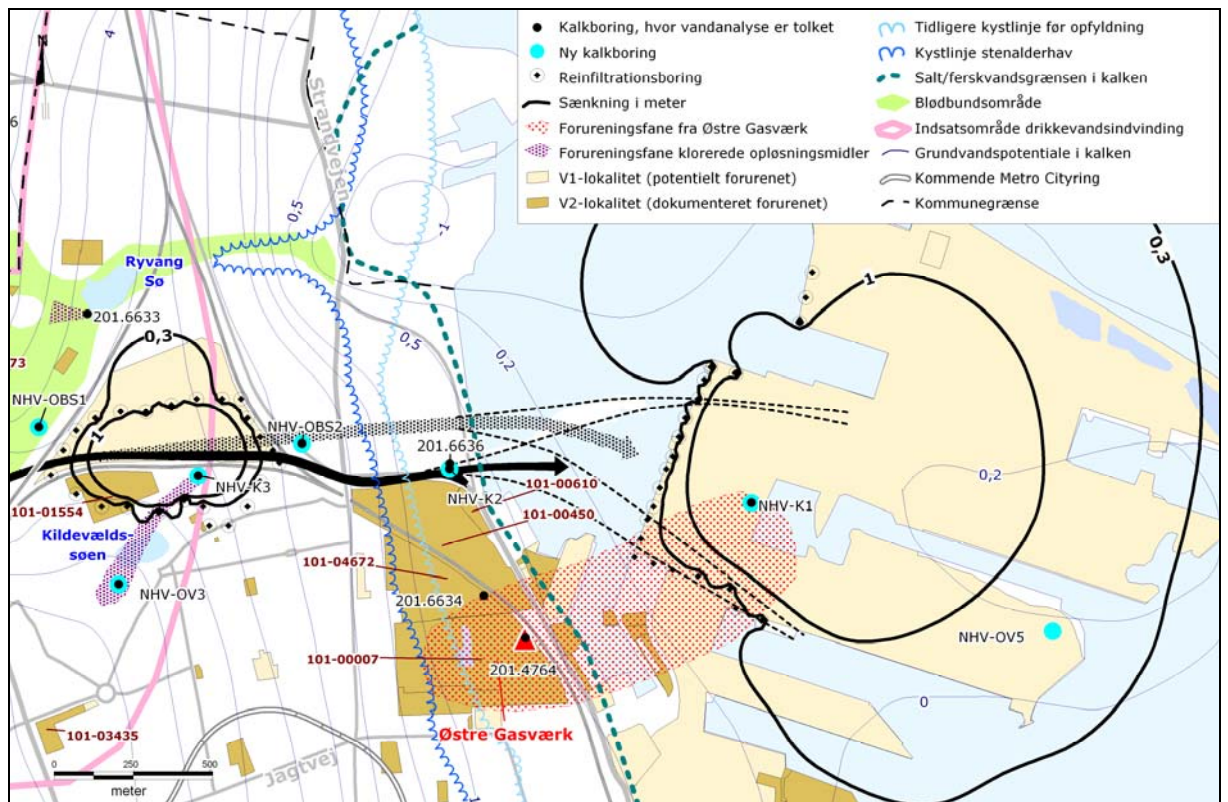 Kalkboring, hvor vandanalyse er tolket
Ny kalkboring
Reinfiltrationsboring
Sænkning i meter
Forureningsfane fra Østre Gasværk
Forureningsfane klorerede opløsningsmidler
V1-lokalitet (potentielt forurenet)
V2-lokalitet (dokumenteret forurenet)
Tidligere kystlinje før opfyldning
Kystlinje stenalderhav
Salt/ferskvandsgrænsen i kalken
Blødbundsområde
Indsatsområde drikkevandsindvinding
Grundvandspotentiale i kalken
Kommende Metro Cityring
Kommunegrænse
N
4
Strandvejen
6
0,5
-1
Ryvang
Sø
201.6633
0,3
73
0,5
0,2
1
0,3
NHV-OBS1
1
NHV-OBS2
201.6636
0,2
NHV-K3
NHV-K2
101-00610
NHV-K1
101-01554
101-00450
Kildevælds-
søen
101-04672
NHV-OV3
201.6634
NHV-OV5
101-00007
201.4764
0
101-03435
Østre Gasværk
0 250 500
meter
Jagtvej
1